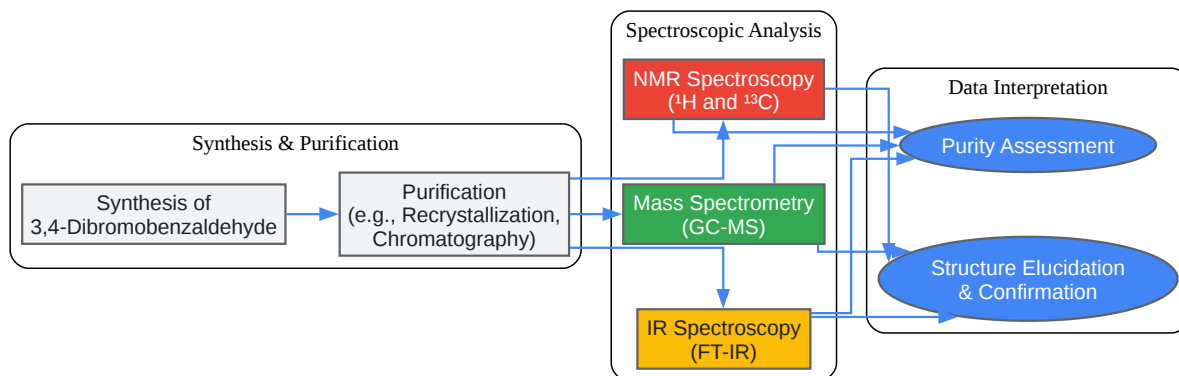 Synthesis & Purification
Synthesis of
3,4-Dibromobenzaldehyde
Purification
(e.g., Recrystallization,
Chromatography)
Spectroscopic Analysis
NMR Spectroscopy
(¹H and ¹³C)
Mass Spectrometry
(GC-MS)
IR Spectroscopy
(FT-IR)
Data Interpretation
Purity Assessment
Structure Elucidation
& Confirmation